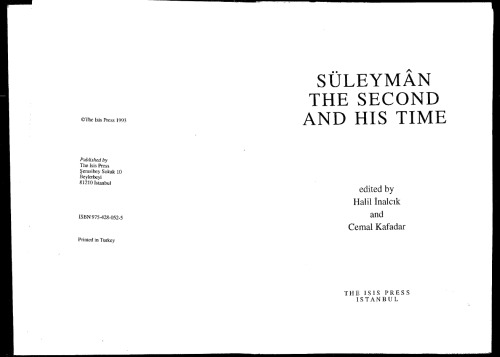 ©The Isis Press 1993
Published by
The Isis Press
Şemsibey Sokak 10
Beylerbeyi
81210 Istanbul
ISBN 975-428-052-5
Printed in Turkey
SÜLEYMÂN
THE SECOND
AND HIS TIME
edited by
Halil İnalcık
and
Cemal Kafadar
THE ISIS PRESS
ISTANBUL